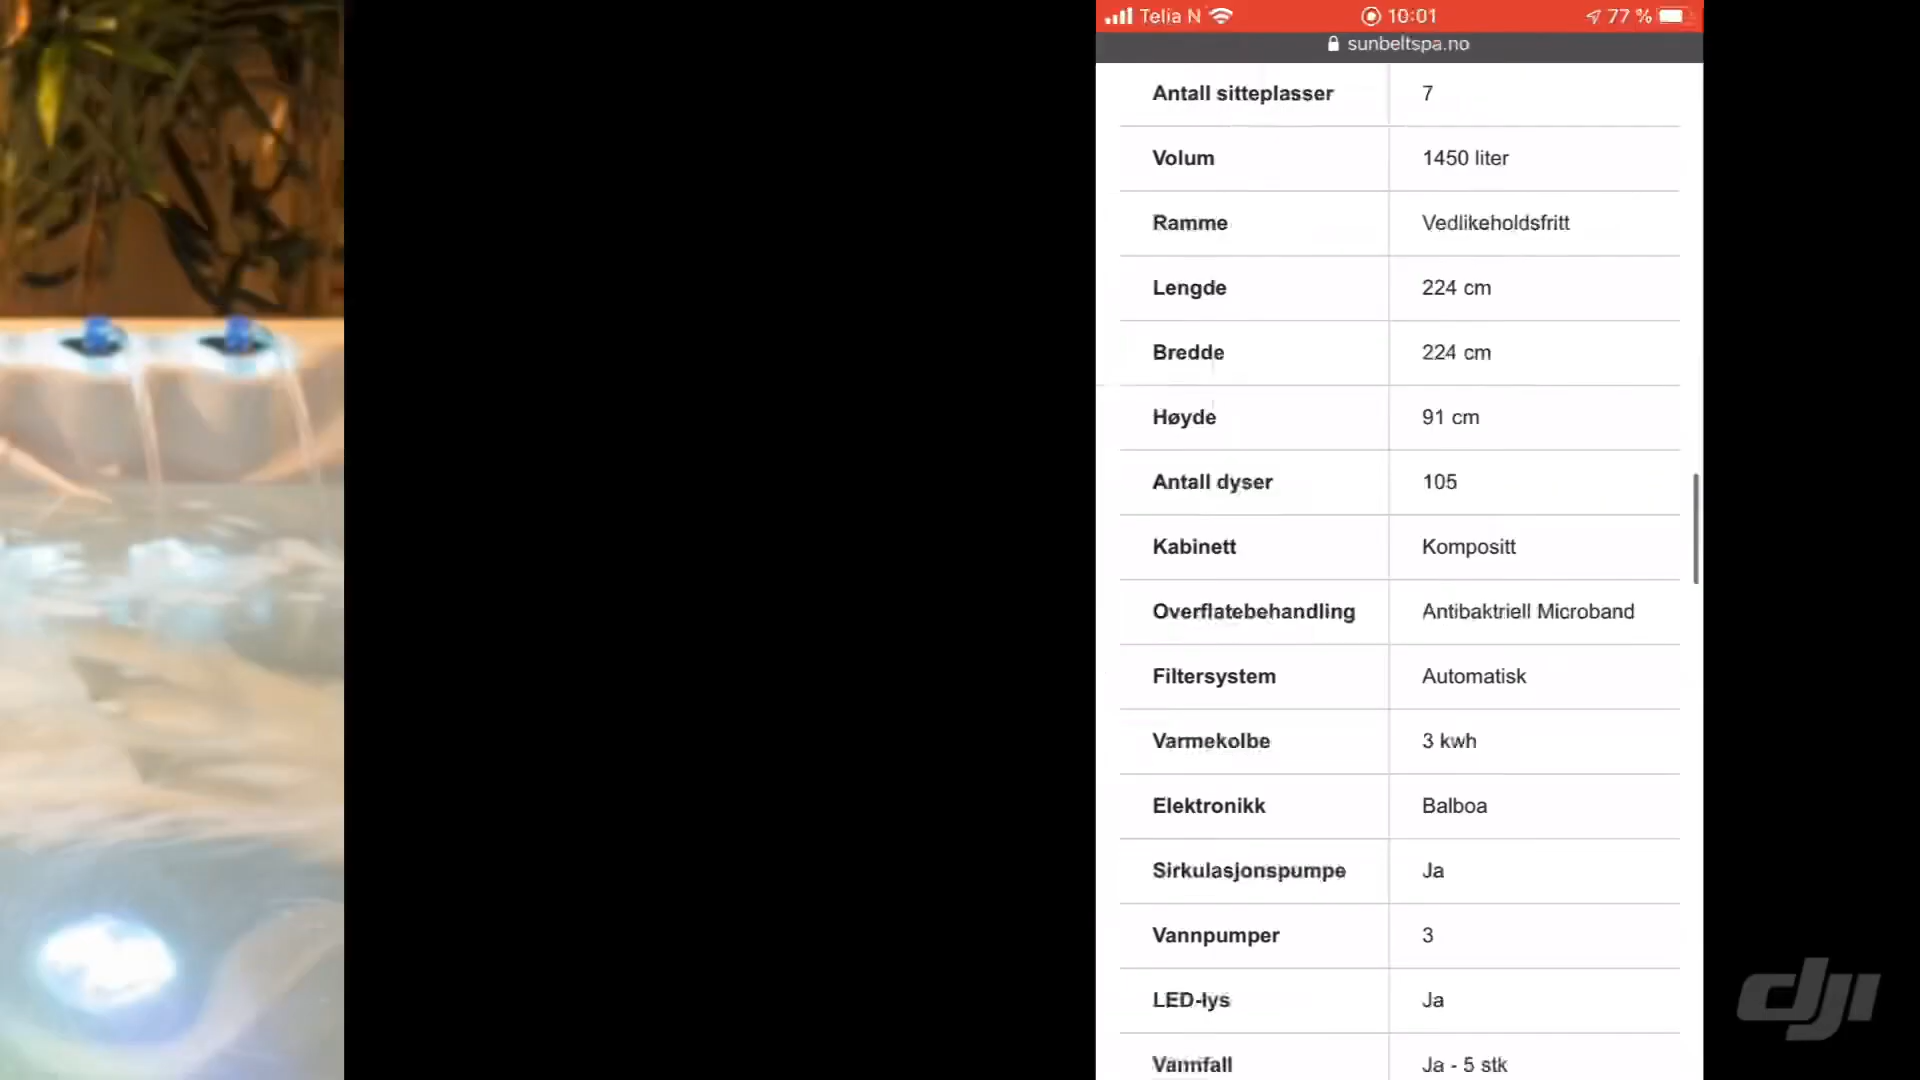 Telia N 10:01 77 %
sunbeltspa.no
Antall sitteplasser 7
Volum 1450 liter
Ramme Vedlikeholdsfritt
Lengde 224 cm
Bredde 224 cm
Høyde 91 cm
Antall dyser 105
Kabinett Kompositt
Overflatebehandling Antibaktriell Microband
Filtersystem Automatisk
Varmekolbe 3 kwh
Elektronikk Balboa
Sirkulasjonspumpe Ja
Vannpumper 3
LED-lys Ja
Vannfall Ja - 5 stk
dji